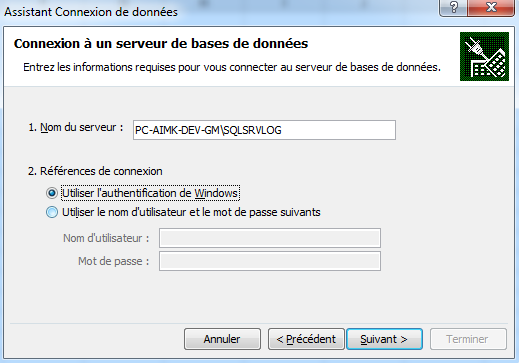 Assistant Connexion de données
Connexion à un serveur de bases de données
Entrez les informations requises pour vous connecter au serveur de bases de données.
1. Nom du serveur : PC-AIMK-DEV-GM\SQLSRVLOG
2. Références de connexion
Utiliser l'authentification de Windows
Utiliser le nom d'utilisateur et le mot de passe suivants
Nom d'utilisateur :
Mot de passe :
Annuler < Précédent Suivant > Terminer